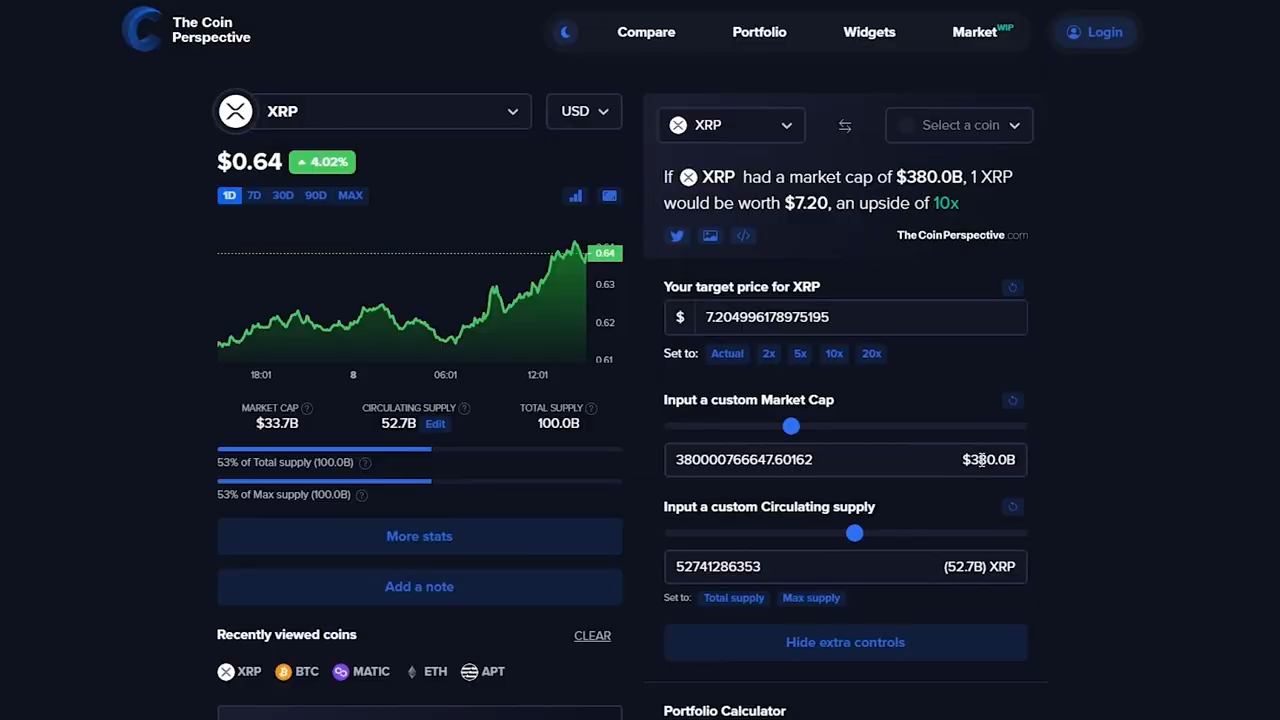 The Coin
Perspective
Compare
Portfolio
Widgets
Market WIP
Login
XRP
USD
$0.64
4.02%
1D 7D 30D 90D MAX
0.64
0.63
0.62
0.61
18:01 8 06:01 12:01
MARKET CAP ?
$33.7B
CIRCULATING SUPPLY ?
52.7B Edit
TOTAL SUPPLY ?
100.0B
53% of Total supply (100.0B) ?
53% of Max supply (100.0B) ?
More stats
Add a note
Recently viewed coins
CLEAR
XRP BTC MATIC ETH APT
XRP
Select a coin
If XRP had a market cap of $380.0B, 1 XRP
would be worth $7.20, an upside of 10x
TheCoinPerspective.com
Your target price for XRP
$ 7.204996178975195
Set to: Actual 2x 5x 10x 20x
Input a custom Market Cap
380000766647.60162 $380.0B
Input a custom Circulating supply
52741286353 (52.7B) XRP
Set to: Total supply Max supply
Hide extra controls
Portfolio Calculator